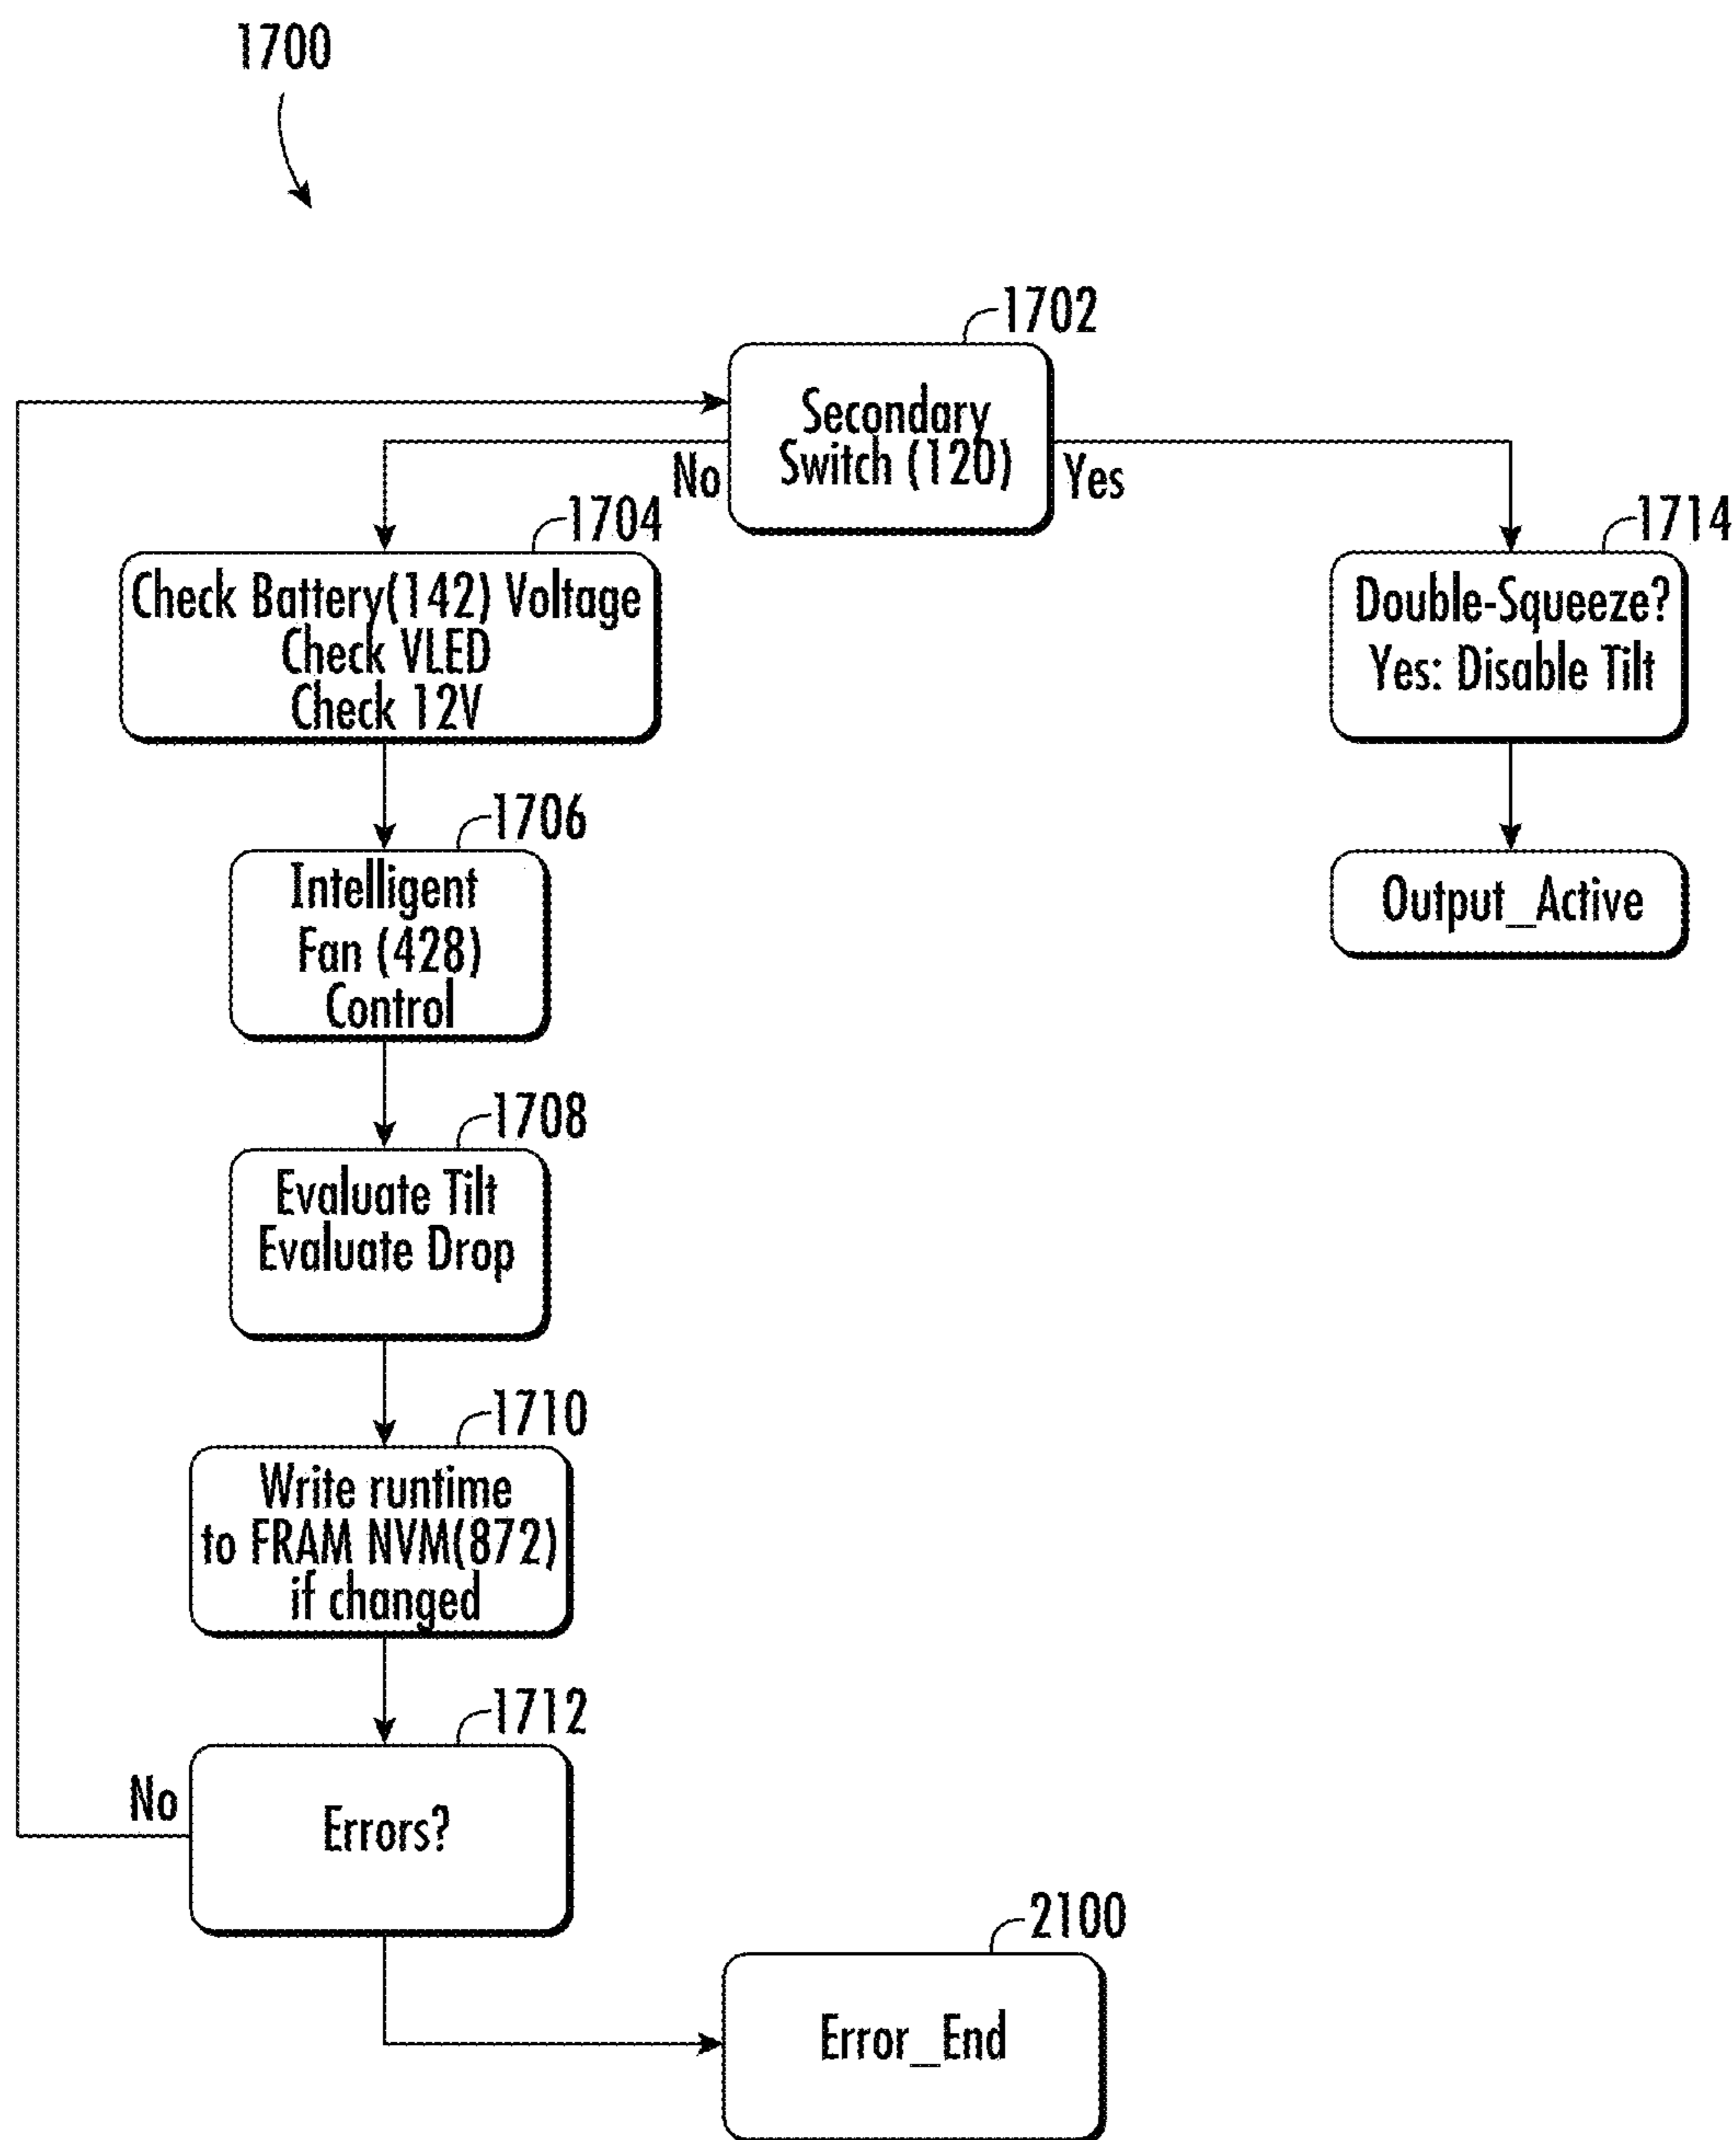 1700
1702
Secondary
Switch (120)
No
Yes
1704
Check Battery(142) Voltage
Check VLED
Check 12V
1714
Double-Squeeze?
Yes: Disable Tilt
1706
Intelligent
Fan (428)
Control
Output_Active
1708
Evaluate Tilt
Evaluate Drop
1710
Write runtime
to FRAM NVM(872)
if changed
1712
No
Errors?
2100
Error_End